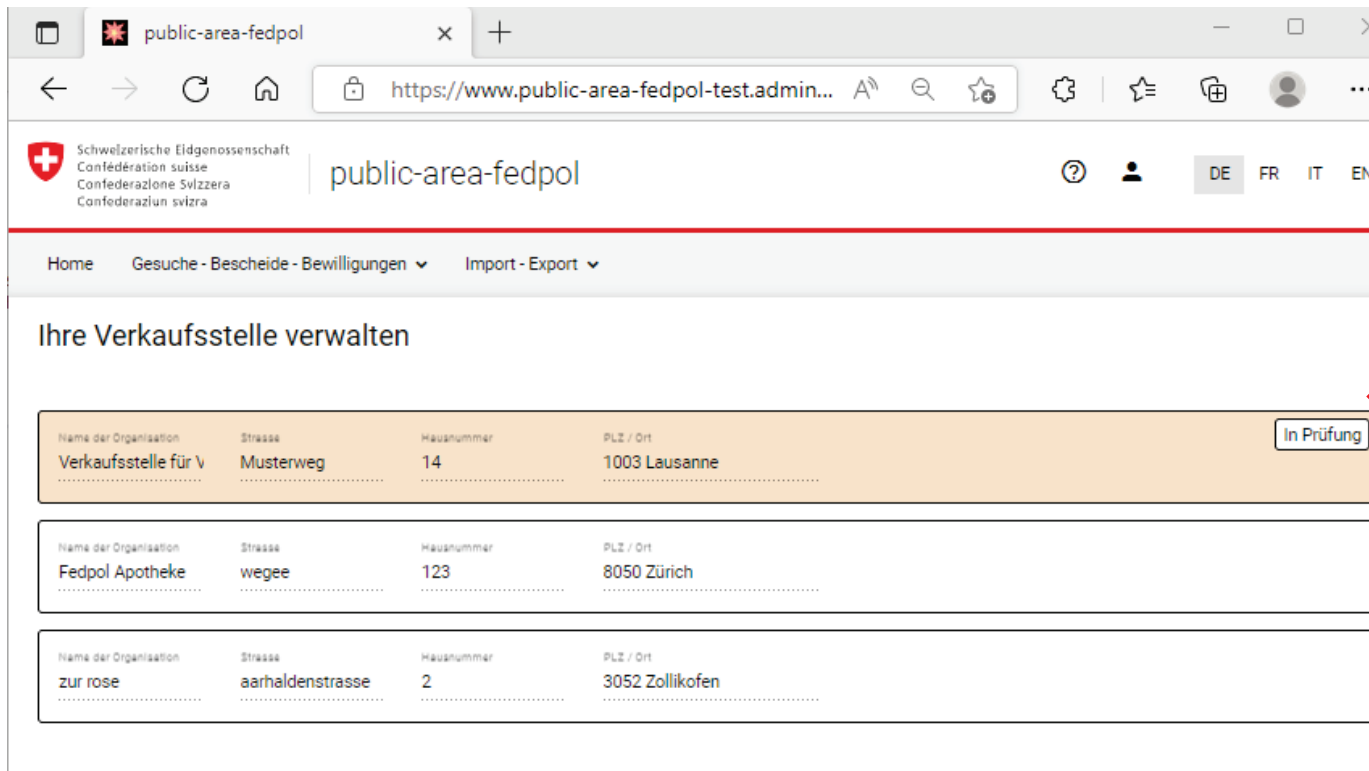 public-area-fedpol
https://www.public-area-fedpol-test.admin...
Schweizerische Eidgenossenschaft
Confédération suisse
Confederazione Svizzera
Confederaziun svizra
public-area-fedpol
DE FR IT EN
Home Gesuche - Bescheide - Bewilligungen Import - Export
Ihre Verkaufsstelle verwalten
In Prüfung
Name der Organisation Strasse Hausnummer PLZ / Ort
Verkaufsstelle für V Musterweg 14 1003 Lausanne
Name der Organisation Strasse Hausnummer PLZ / Ort
Fedpol Apotheke wegee 123 8050 Zürich
Name der Organisation Strasse Hausnummer PLZ / Ort
zur rose aarhaldenstrasse 2 3052 Zollikofen